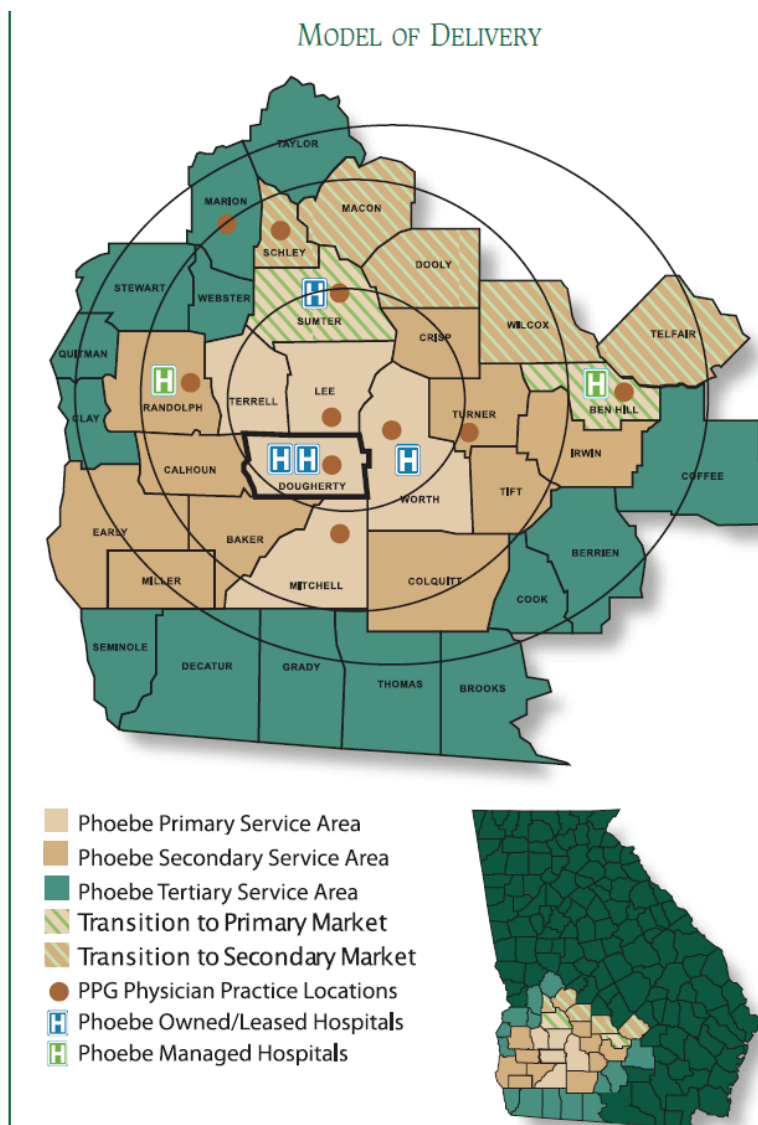 MODEL OF DELIVERY
TAYLOR
MARION
MACON
SCHLEY
DOOLY
STEWART
WEBSTER
H
SUMTER
WILCOX
TELFAIR
CRISP
QUITMAN
H
RANDOLPH
TERRELL
LEE
H
BEN HILL
CLAY
TURNER
IRWIN
COFFEE
CALHOUN
H H
DOUGHERTY
H
WORTH
TIFT
EARLY
BAKER
BERRIEN
MILLER
MITCHELL
COLQUITT
COOK
SEMINOLE
DECATUR
GRADY
THOMAS
BROOKS
Phoebe Primary Service Area
Phoebe Secondary Service Area
Phoebe Tertiary Service Area
Transition to Primary Market
Transition to Secondary Market
PPG Physician Practice Locations
H Phoebe Owned/Leased Hospitals
H Phoebe Managed Hospitals